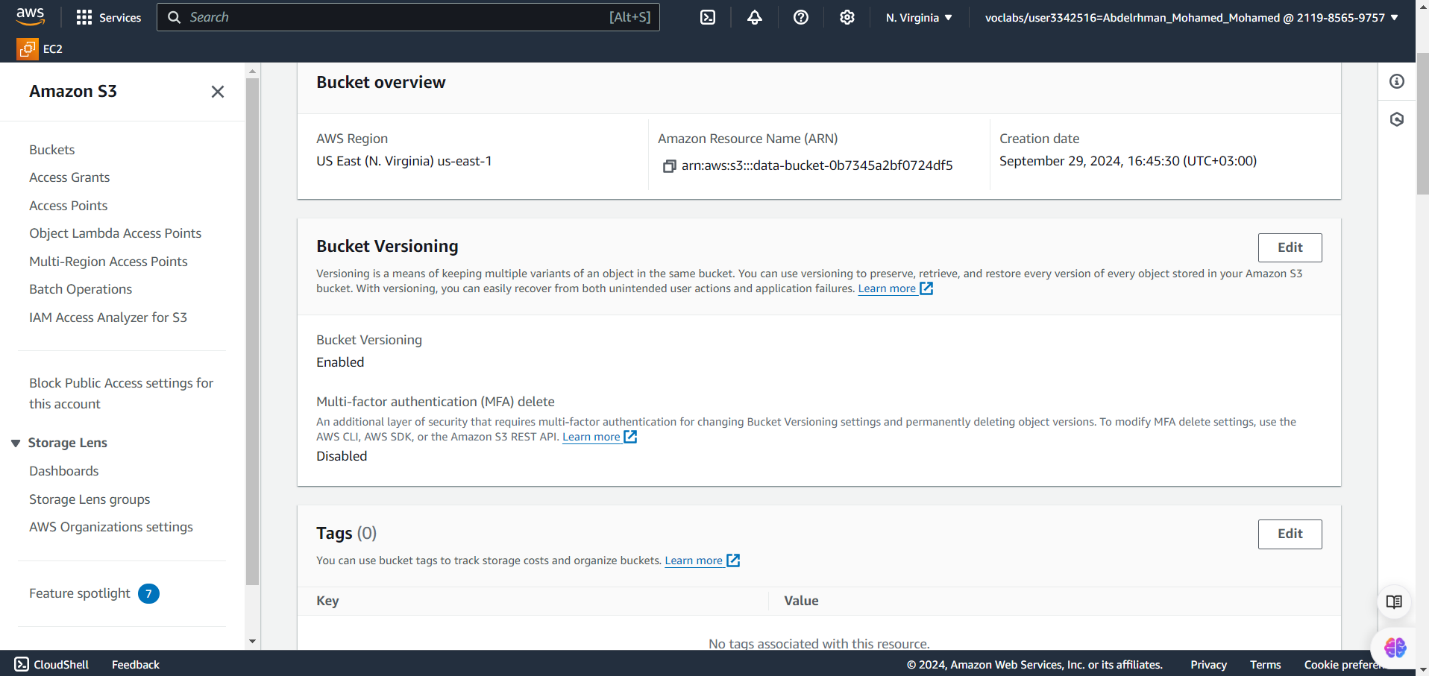 aws
Services
Search
[Alt+S]
N. Virginia
voclabs/user3342516=Abdelrhman_Mohamed_Mohamed @ 2119-8565-9757
EC2
Amazon S3
Buckets
Access Grants
Access Points
Object Lambda Access Points
Multi-Region Access Points
Batch Operations
IAM Access Analyzer for S3
Block Public Access settings for
this account
Storage Lens
Dashboards
Storage Lens groups
AWS Organizations settings
Feature spotlight 7
Bucket overview
AWS Region
US East (N. Virginia) us-east-1
Amazon Resource Name (ARN)
arn:aws:s3:::data-bucket-0b7345a2bf0724df5
Creation date
September 29, 2024, 16:45:30 (UTC+03:00)
Bucket Versioning
Edit
Versioning is a means of keeping multiple variants of an object in the same bucket. You can use versioning to preserve, retrieve, and restore every version of every object stored in your Amazon S3
bucket. With versioning, you can easily recover from both unintended user actions and application failures. Learn more
Bucket Versioning
Enabled
Multi-factor authentication (MFA) delete
An additional layer of security that requires multi-factor authentication for changing Bucket Versioning settings and permanently deleting object versions. To modify MFA delete settings, use the
AWS CLI, AWS SDK, or the Amazon S3 REST API. Learn more
Disabled
Tags (0)
Edit
You can use bucket tags to track storage costs and organize buckets. Learn more
Key
Value
No tags associated with this resource.
CloudShell
Feedback
© 2024, Amazon Web Services, Inc. or its affiliates.
Privacy
Terms
Cookie